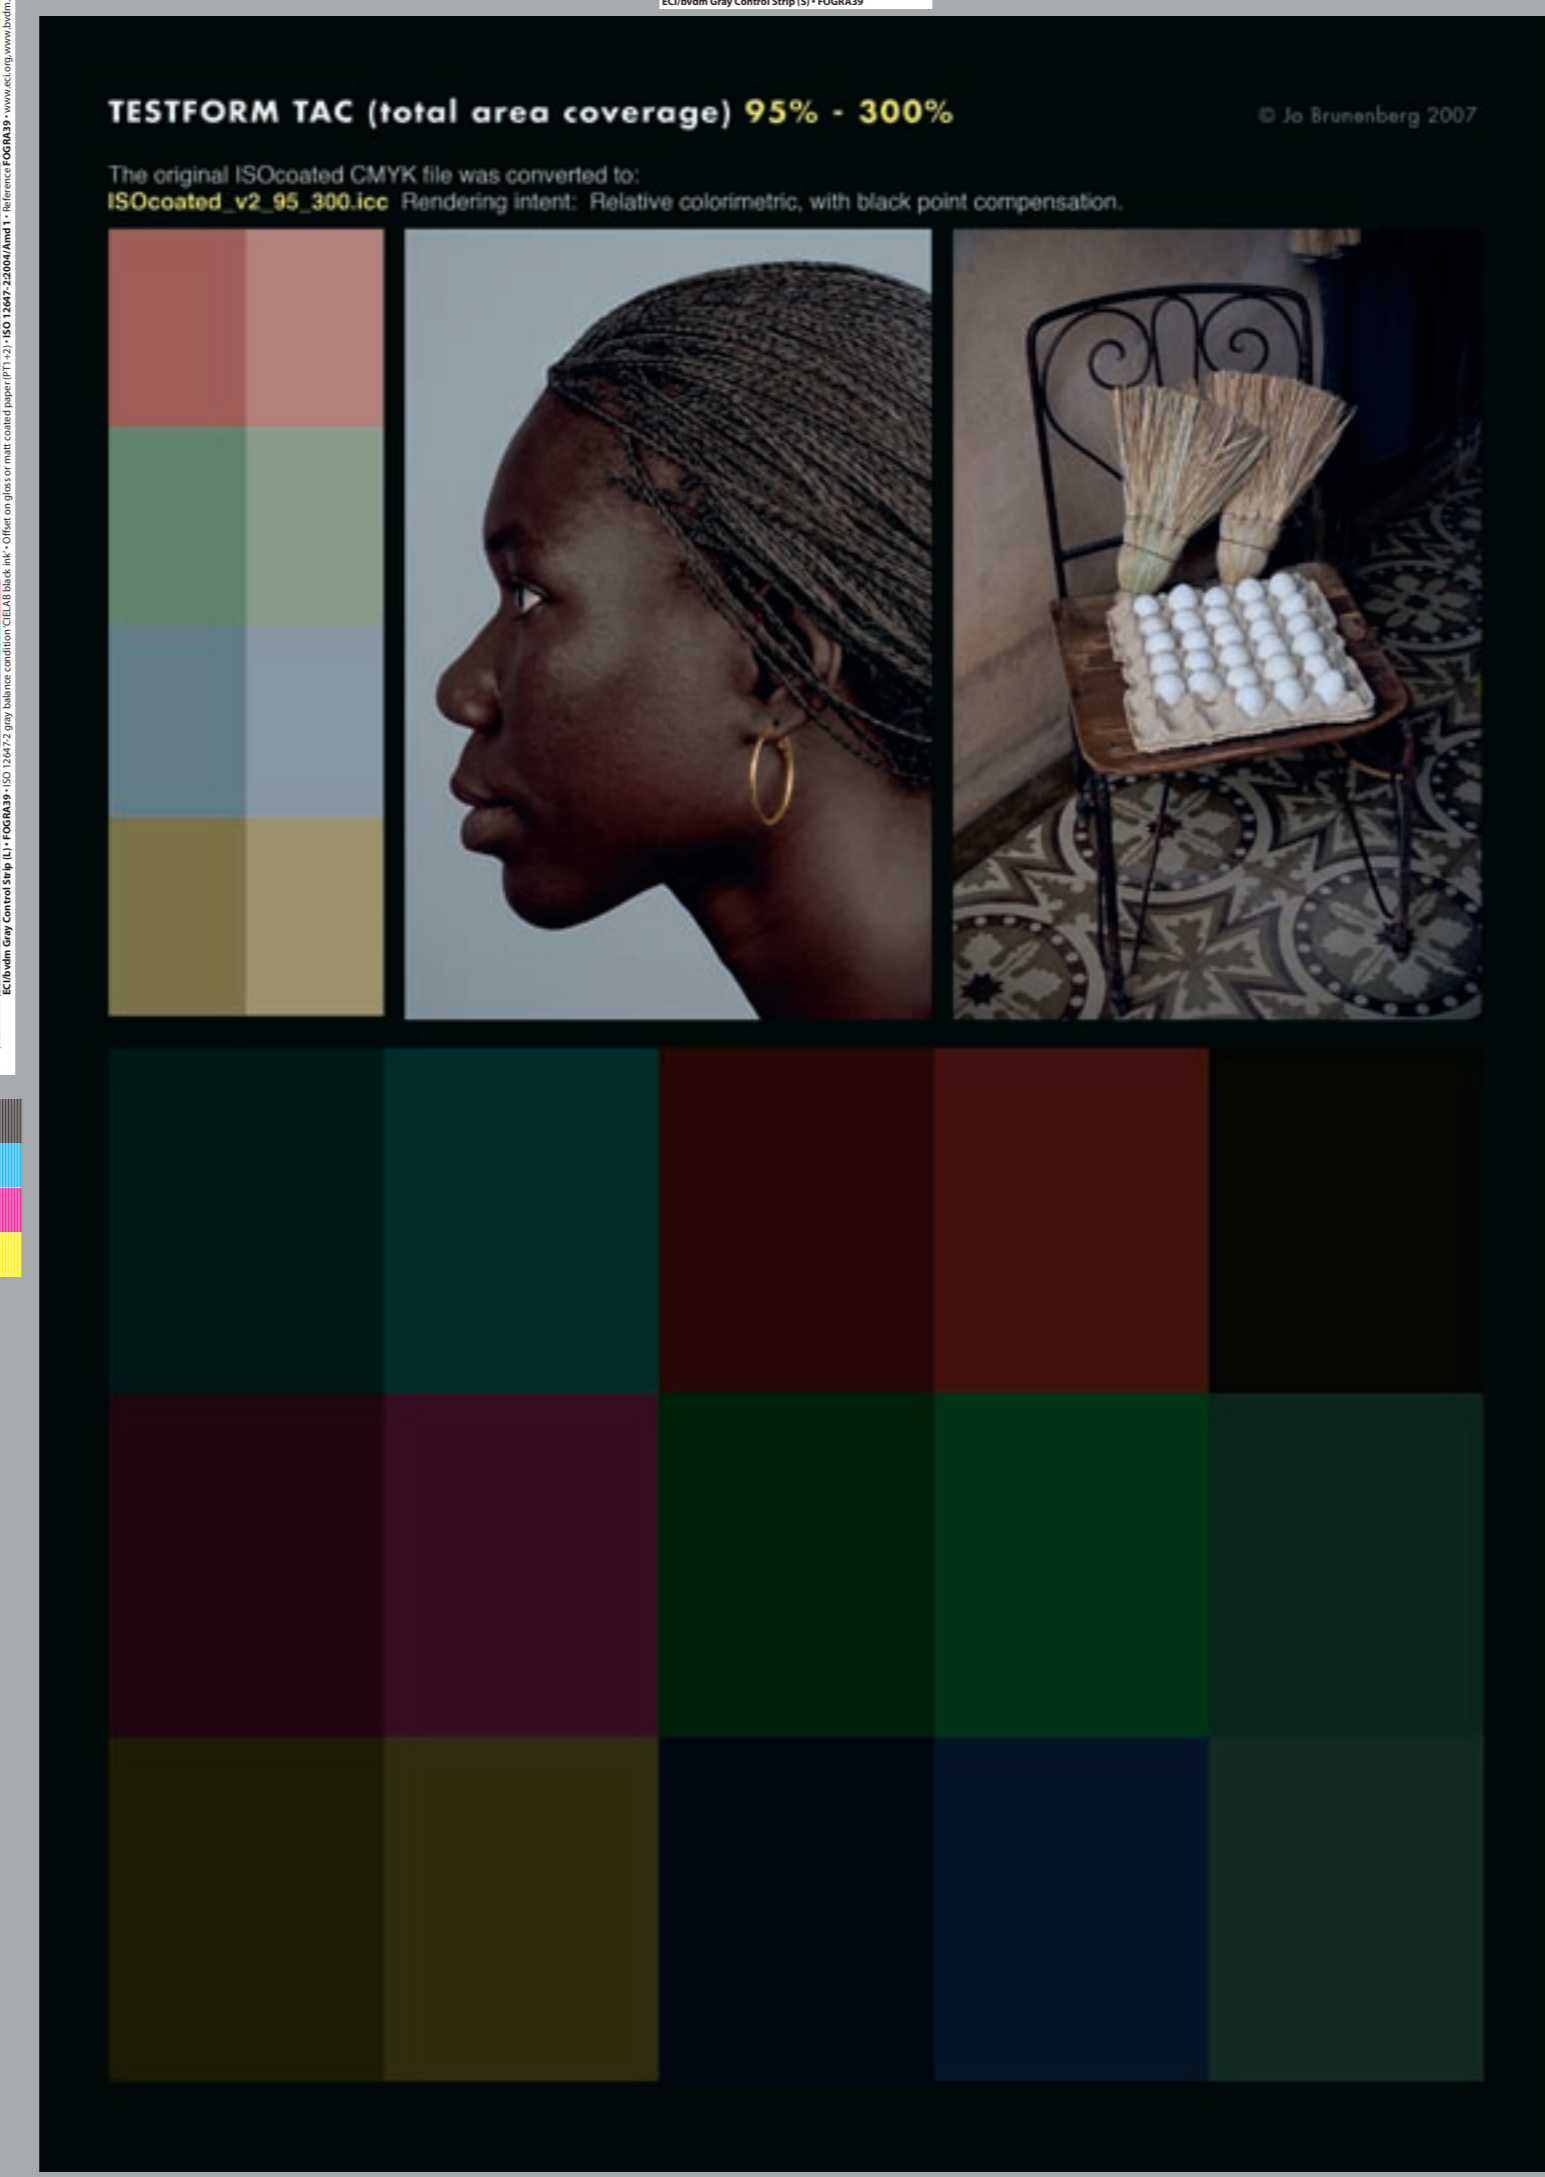 ECI/bvdm Gray Control Strip (S) • FOGRA39
TESTFORM TAC (total area coverage) 95% - 300%
© Jo Brunenberg 2007
The original ISOcoated CMYK file was converted to:
ISOcoated_v2_95_300.icc Rendering intent: Relative colorimetric, with black point compensation.
ECI/bvdm Gray Control Strip (L) • FOGRA39 • ISO 12647-2 gray balance condition 'CIELAB black ink' • Offset on gloss or matt coated paper (PT1+2) • ISO 12647-2:2004/Amd 1 • Reference FOGRA39 • www.eci.org, www.bvdm.